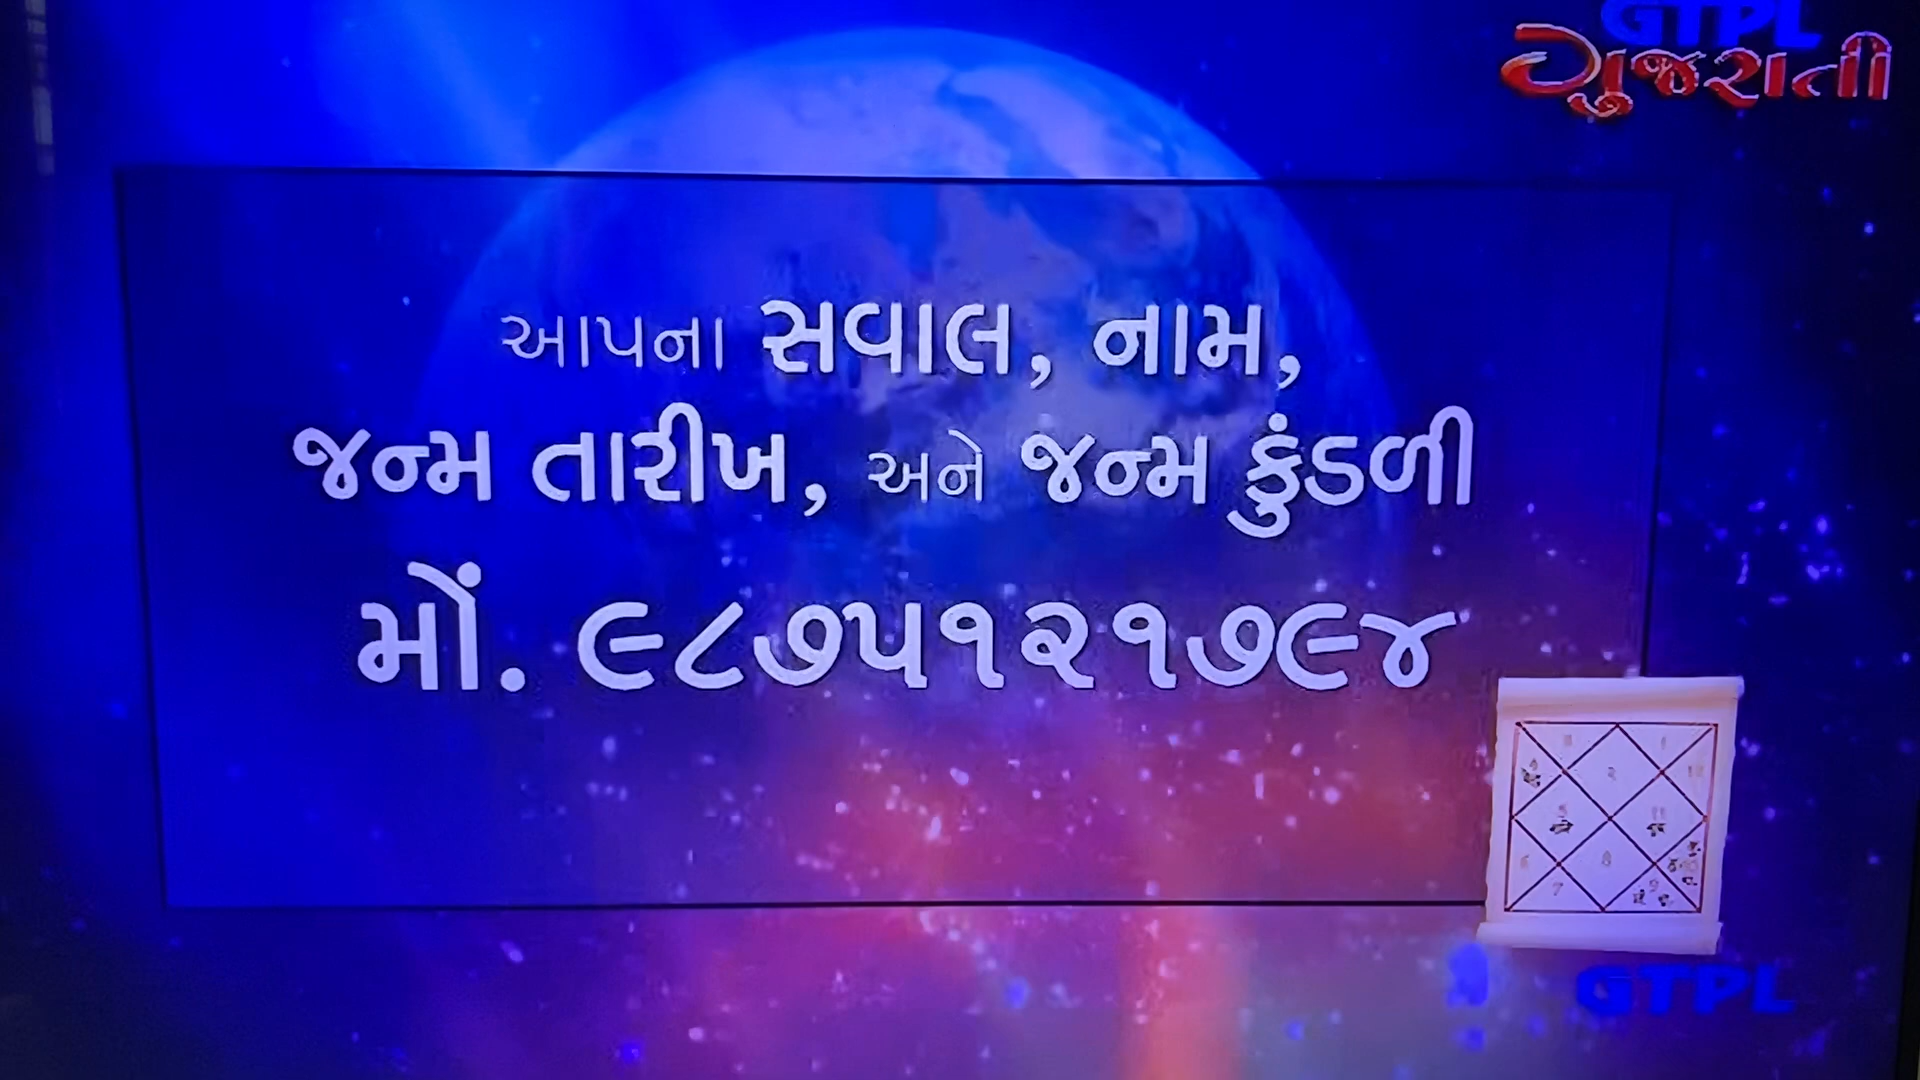 GTPL
ગુજરાતી
આપના સવાલ, નામ,
જન્મ તારીખ, અને જન્મ કુંડળી
મોં. ૯૮૭૫૧૨૧૭૯૪
GTPL